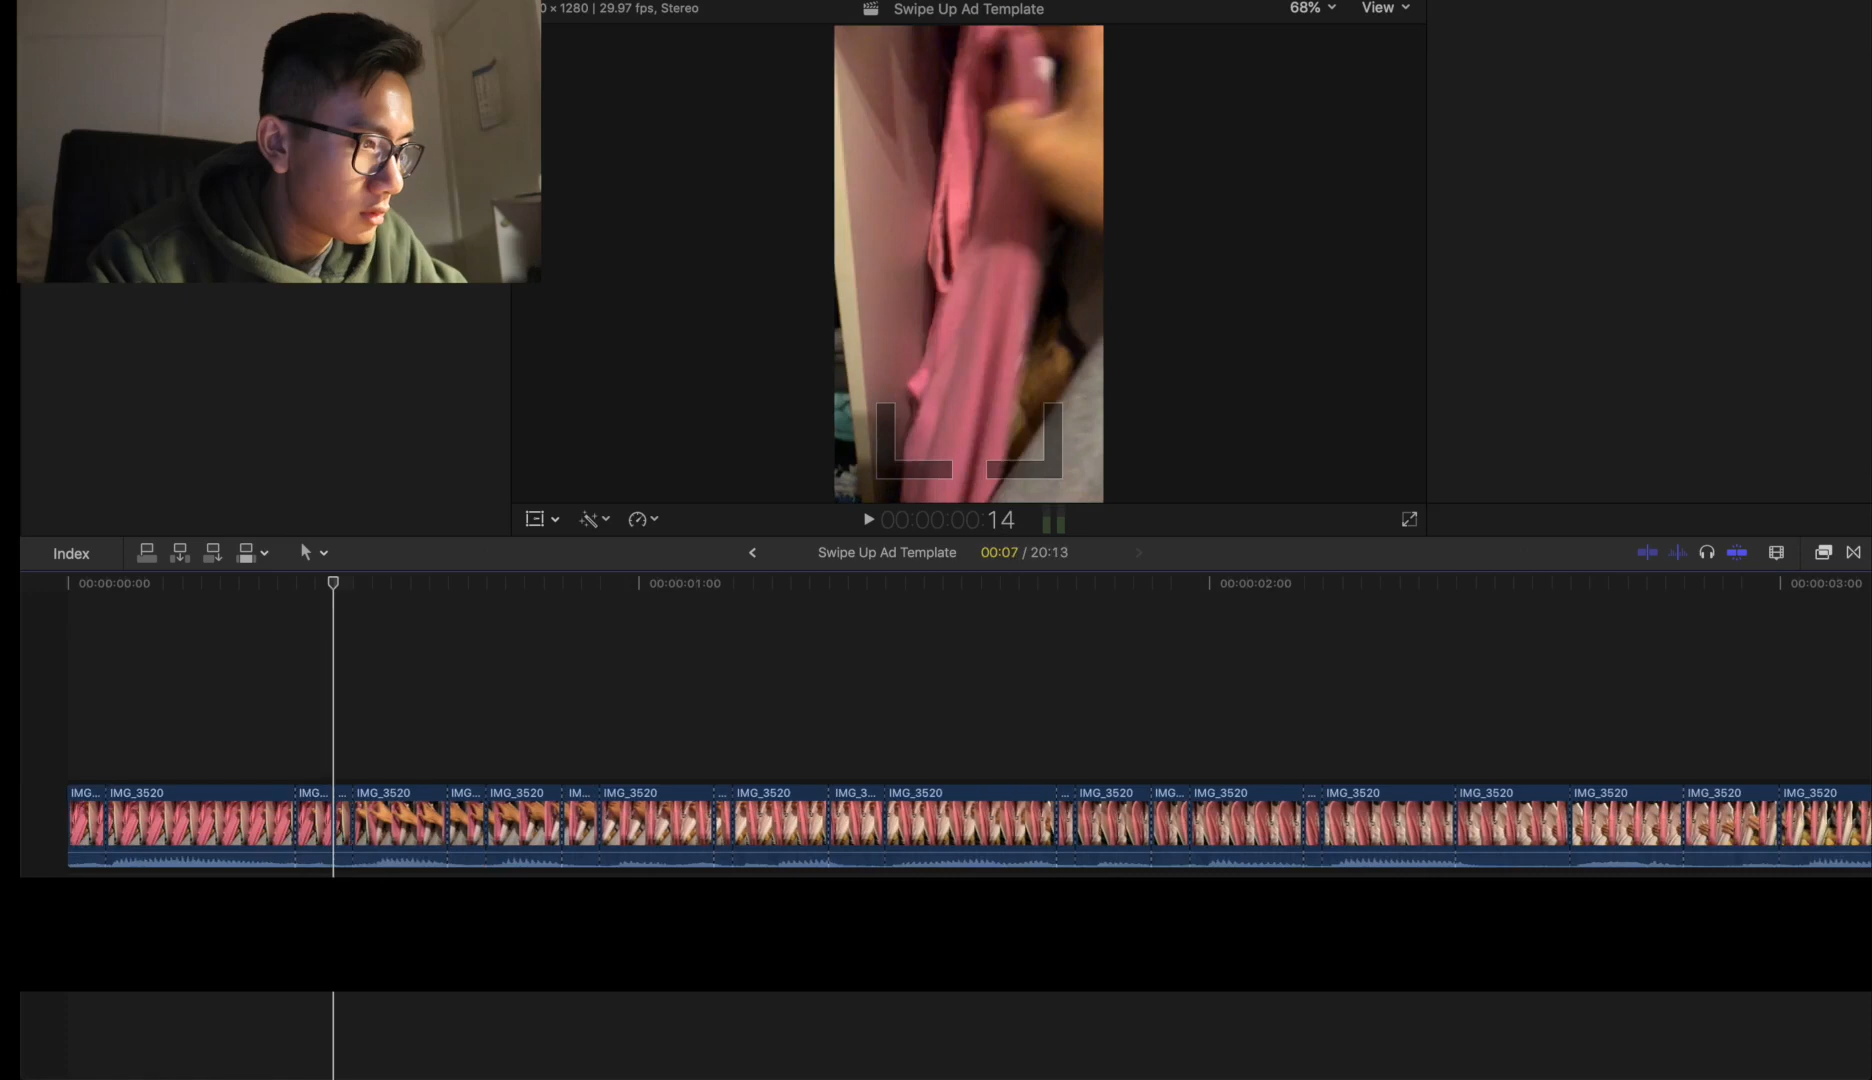 0 × 1280 | 29.97 fps, Stereo
Swipe Up Ad Template
68%
View
00:00:00:14
Index
Swipe Up Ad Template
00:07 / 20:13
00:00:00:00
00:00:01:00
00:00:02:00
00:00:03:00
IMG... IMG_3520 IMG... ... IMG_3520 IMG... IMG_3520 IM... IMG_3520 ... IMG_3520 IMG_3... IMG_3520 ... IMG_3520 IMG... IMG_3520 ... IMG_3520 IMG_3520 IMG_3520 IMG_3520 IMG_3520